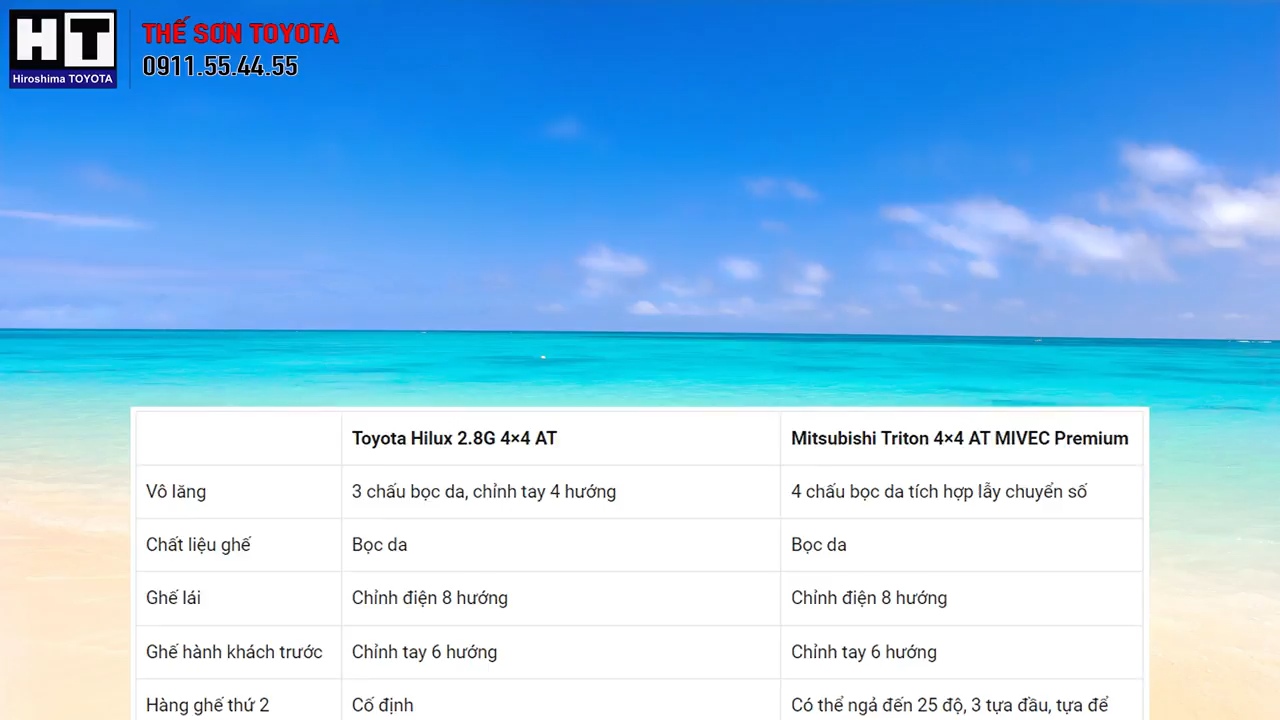 HT
Hiroshima TOYOTA
THẾ SƠN TOYOTA
0911.55.44.55
Toyota Hilux 2.8G 4×4 AT
Mitsubishi Triton 4×4 AT MIVEC Premium
Vô lăng
3 chấu bọc da, chỉnh tay 4 hướng
4 chấu bọc da tích hợp lẫy chuyển số
Chất liệu ghế
Bọc da
Bọc da
Ghế lái
Chỉnh điện 8 hướng
Chỉnh điện 8 hướng
Ghế hành khách trước
Chỉnh tay 6 hướng
Chỉnh tay 6 hướng
Hàng ghế thứ 2
Cố định
Có thể ngả đến 25 độ, 3 tựa đầu, tựa để